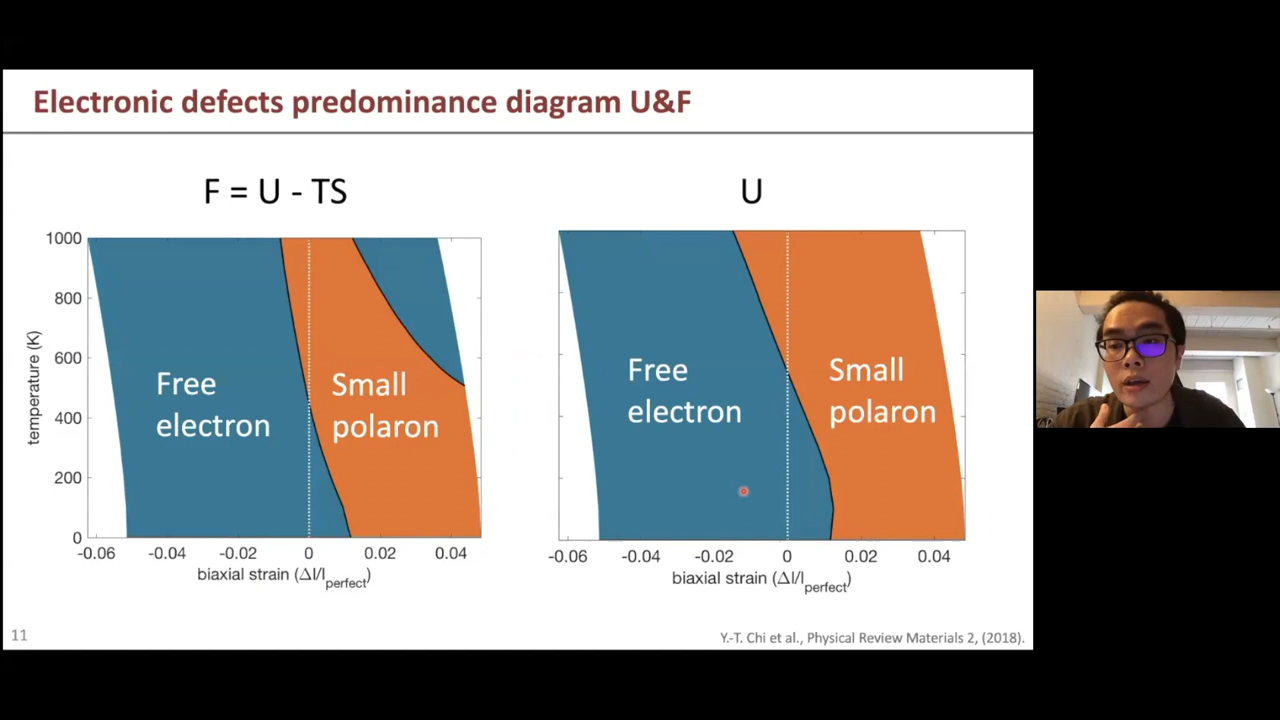 Electronic defects predominance diagram U&F
F = U - TS
1000
800
600
400
200
0
temperature (K)
Free
electron
Small
polaron
-0.06 -0.04 -0.02 0 0.02 0.04
biaxial strain (Δl/l_perfect)
U
Free
electron
Small
polaron
-0.06 -0.04 -0.02 0 0.02 0.04
biaxial strain (Δl/l_perfect)
11
Y.-T. Chi et al., Physical Review Materials 2, (2018).